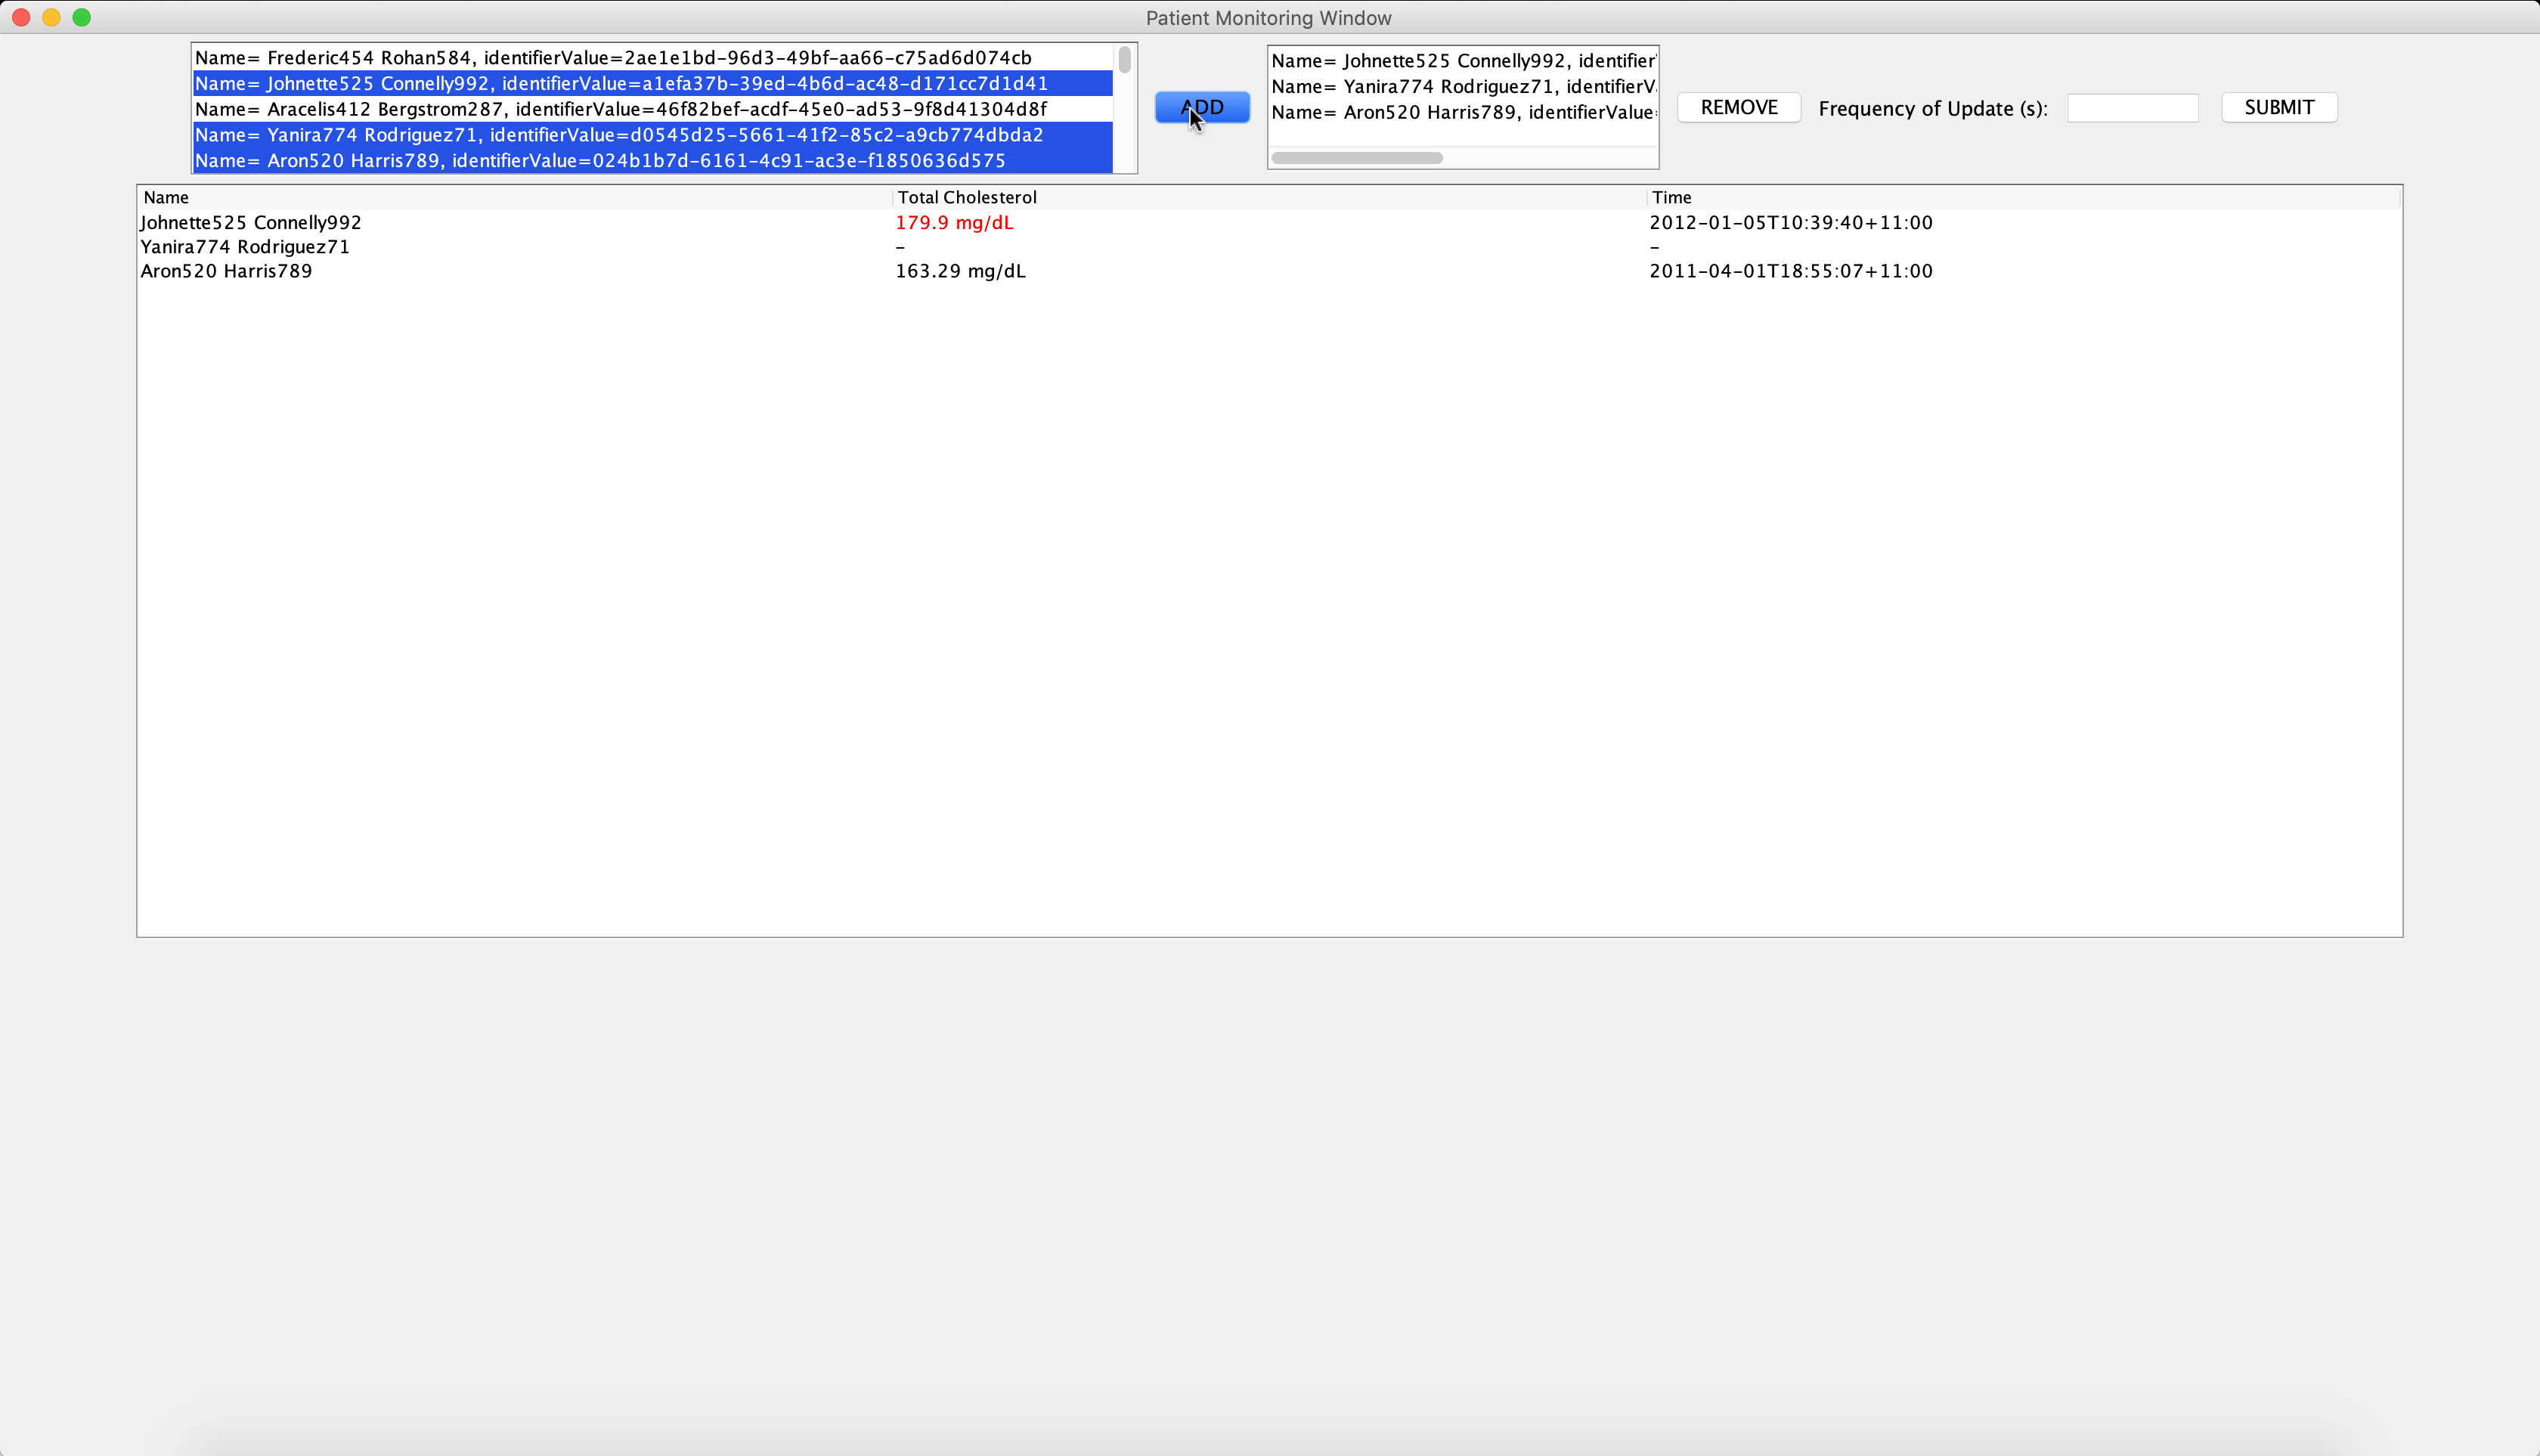 Patient Monitoring Window
Name= Frederic454 Rohan584, identifierValue=2ae1e1bd-96d3-49bf-aa66-c75ad6d074cb
Name= Johnette525 Connelly992, identifierValue=a1efa37b-39ed-4b6d-ac48-d171cc7d1d41
Name= Aracelis412 Bergstrom287, identifierValue=46f82bef-acdf-45e0-ad53-9f8d41304d8f
Name= Yanira774 Rodriguez71, identifierValue=d0545d25-5661-41f2-85c2-a9cb774dbda2
Name= Aron520 Harris789, identifierValue=024b1b7d-6161-4c91-ac3e-f1850636d575
ADD
Name= Johnette525 Connelly992, identifier
Name= Yanira774 Rodriguez71, identifierV
Name= Aron520 Harris789, identifierValue
REMOVE
Frequency of Update (s):
SUBMIT
Name Total Cholesterol Time
Johnette525 Connelly992 179.9 mg/dL 2012-01-05T10:39:40+11:00
Yanira774 Rodriguez71 - -
Aron520 Harris789 163.29 mg/dL 2011-04-01T18:55:07+11:00